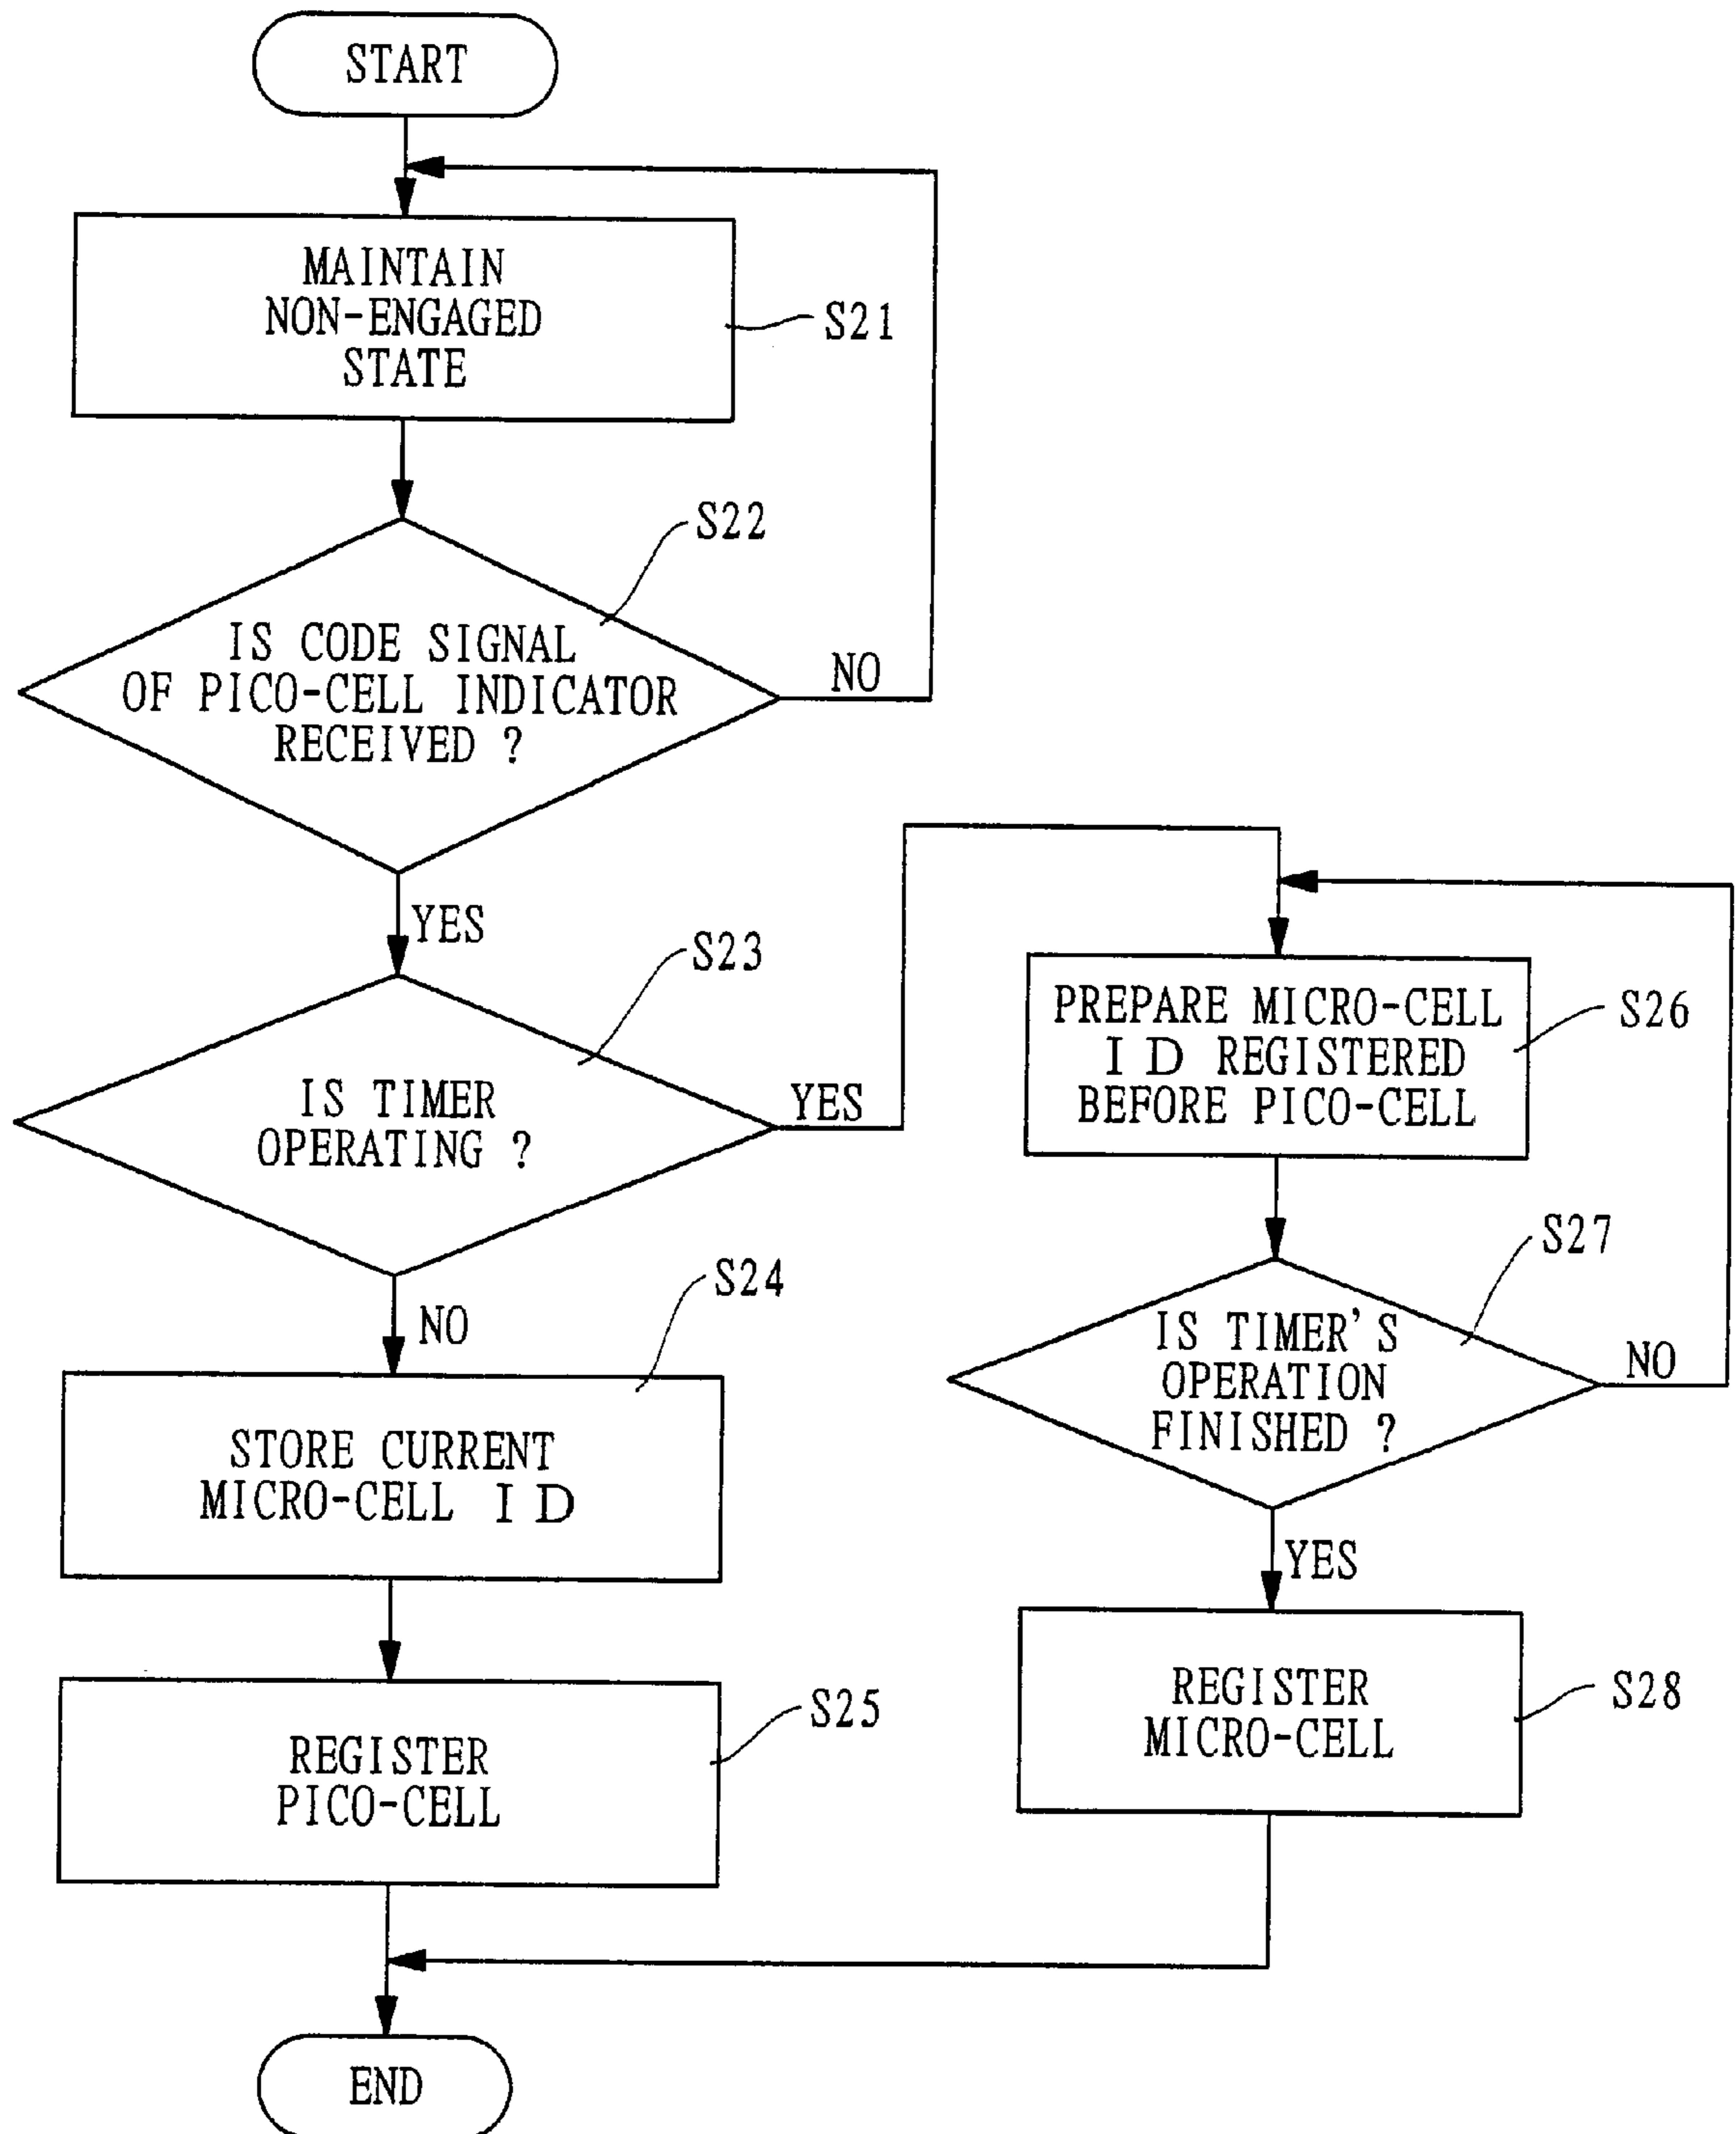 START
MAINTAIN
NON-ENGAGED
STATE
S21
S22
IS CODE SIGNAL
OF PICO-CELL INDICATOR
RECEIVED ?
NO
YES
S23
IS TIMER
OPERATING ?
YES
NO
S24
STORE CURRENT
MICRO-CELL ID
S25
REGISTER
PICO-CELL
PREPARE MICRO-CELL
ID REGISTERED
BEFORE PICO-CELL
S26
S27
IS TIMER'S
OPERATION
FINISHED ?
NO
YES
REGISTER
MICRO-CELL
S28
END